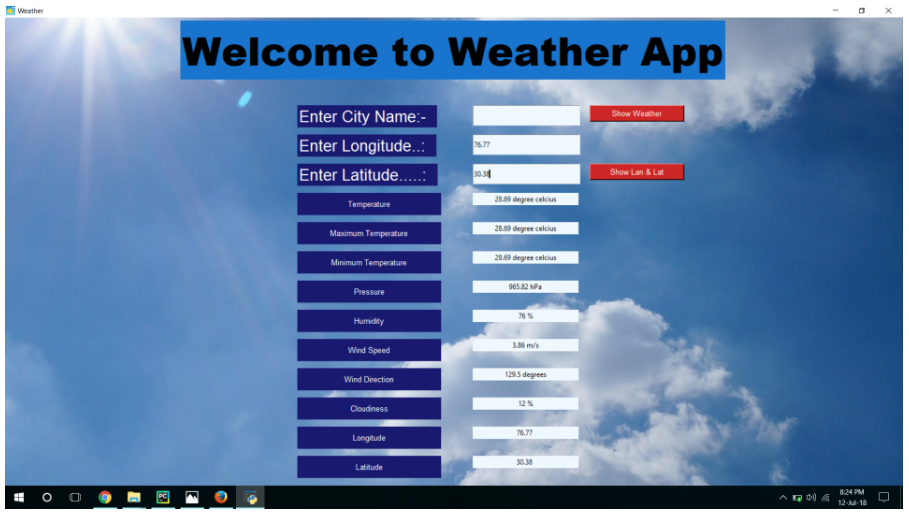 Weather
Welcome to Weather App
Enter City Name:- Show Weather
Enter Longitude..: 76.77
Enter Latitude.....: 30.38 Show Lan & Lat
Temperature 28.69 degree celcius
Maximum Temperature 28.69 degree celcius
Minimum Temperature 28.69 degree celcius
Pressure 965.82 hPa
Humidity 76 %
Wind Speed 3.86 m/s
Wind Direction 129.5 degrees
Cloudiness 12 %
Longitude 76.77
Latitude 30.38
PC
8:24 PM
12-Jul-18